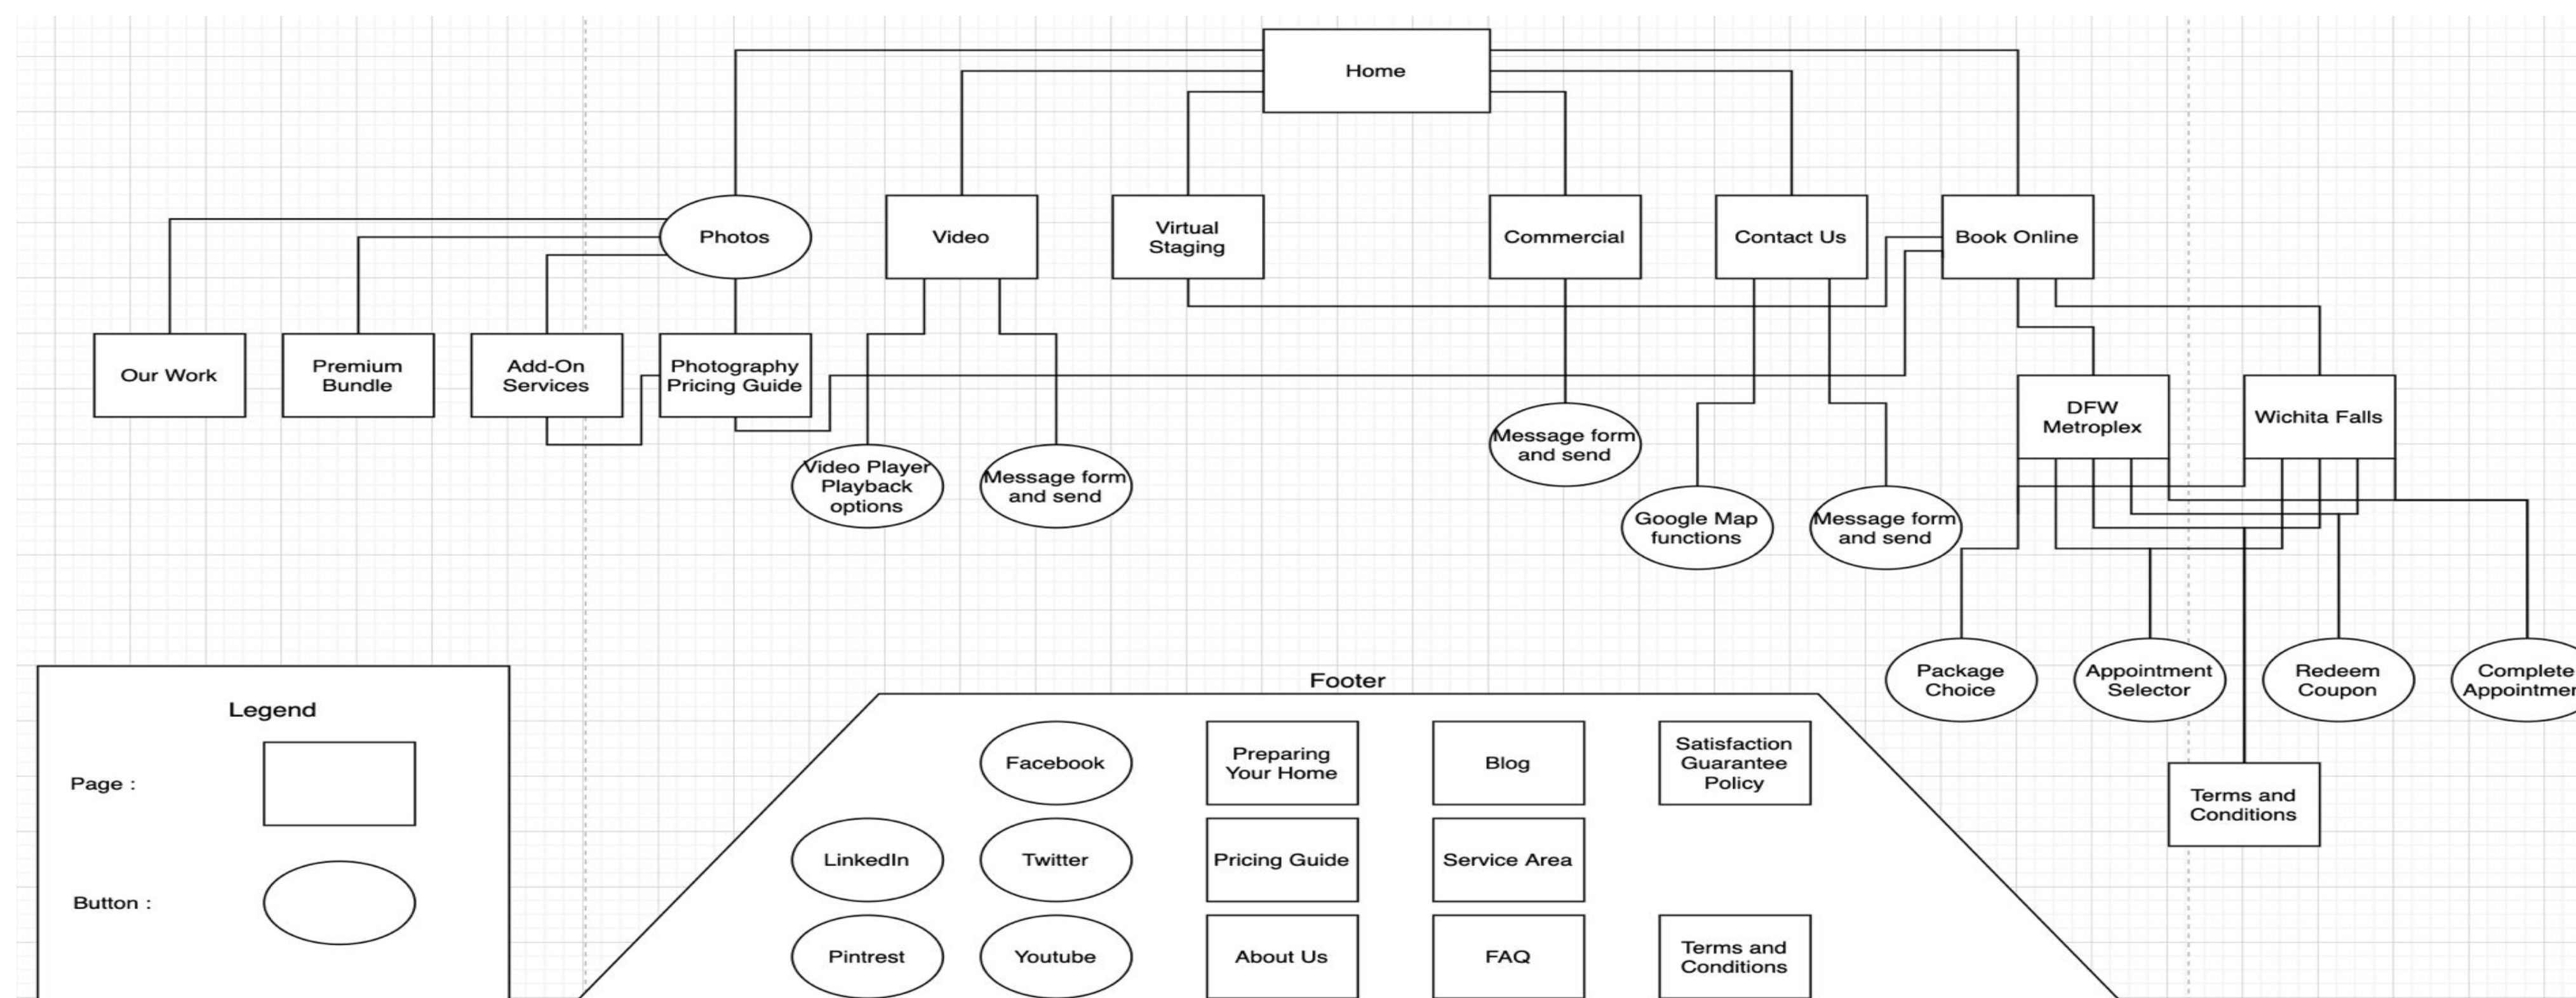 Home
Photos
Video
Virtual
Staging
Commercial
Contact Us
Book Online
Our Work
Premium
Bundle
Add-On
Services
Photography
Pricing Guide
DFW
Metroplex
Wichita Falls
Video Player
Playback
options
Message form
and send
Message form
and send
Google Map
functions
Message form
and send
Package
Choice
Appointment
Selector
Redeem
Coupon
Complete
Terms and
Conditions
Legend
Page :
Button :
Footer
Facebook
Preparing
Your Home
Blog
Satisfaction
Guarantee
Policy
LinkedIn
Twitter
Pricing Guide
Service Area
Pintrest
Youtube
About Us
FAQ
Terms and
Conditions